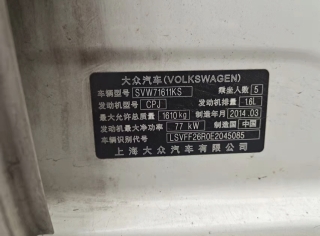 大众汽车(VOLKSWAGEN)
车辆型号 SVW71611KS 乘坐人数 5
发动机型号 CPJ 发动机排量 1.6L
最大允许总质量 1610kg 制造年月 2014.03
发动机最大净功率 77 kW 制造国 中国
车辆识别代号 LSVFF26R0E2045085
上海大众汽车有限公司